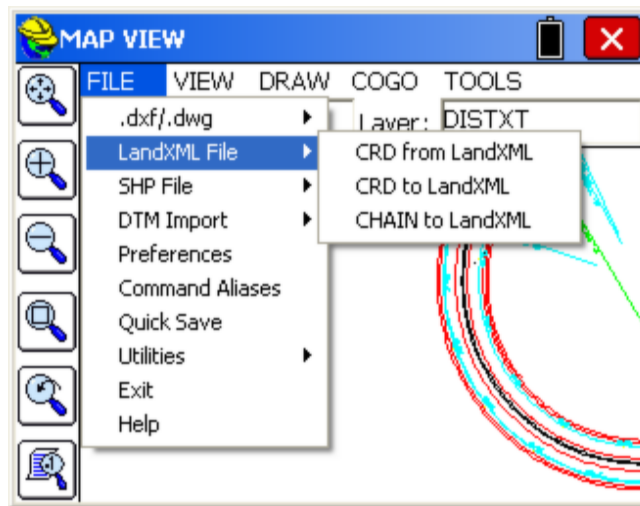 MAP VIEW
FILE VIEW DRAW COGO TOOLS
Layer: DISTXT
.dxf/.dwg
LandXML File
SHP File
DTM Import
Preferences
Command Aliases
Quick Save
Utilities
Exit
Help
CRD from LandXML
CRD to LandXML
CHAIN to LandXML